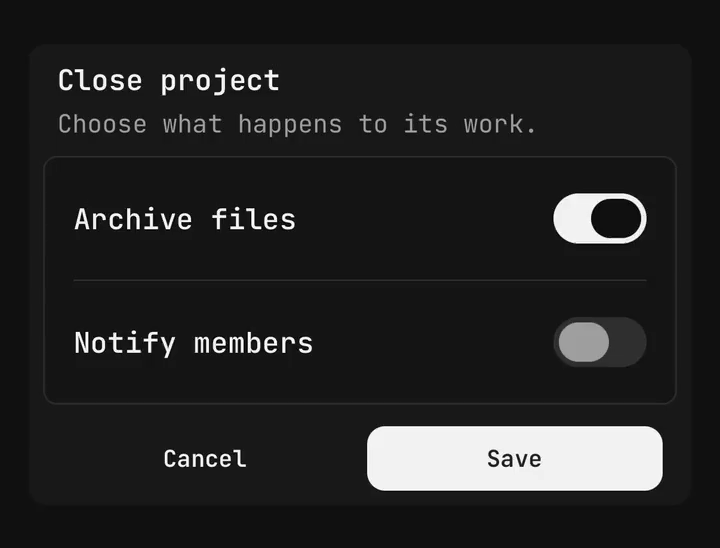 Close project
Choose what happens to its work.
Archive files
Notify members
Cancel
Save